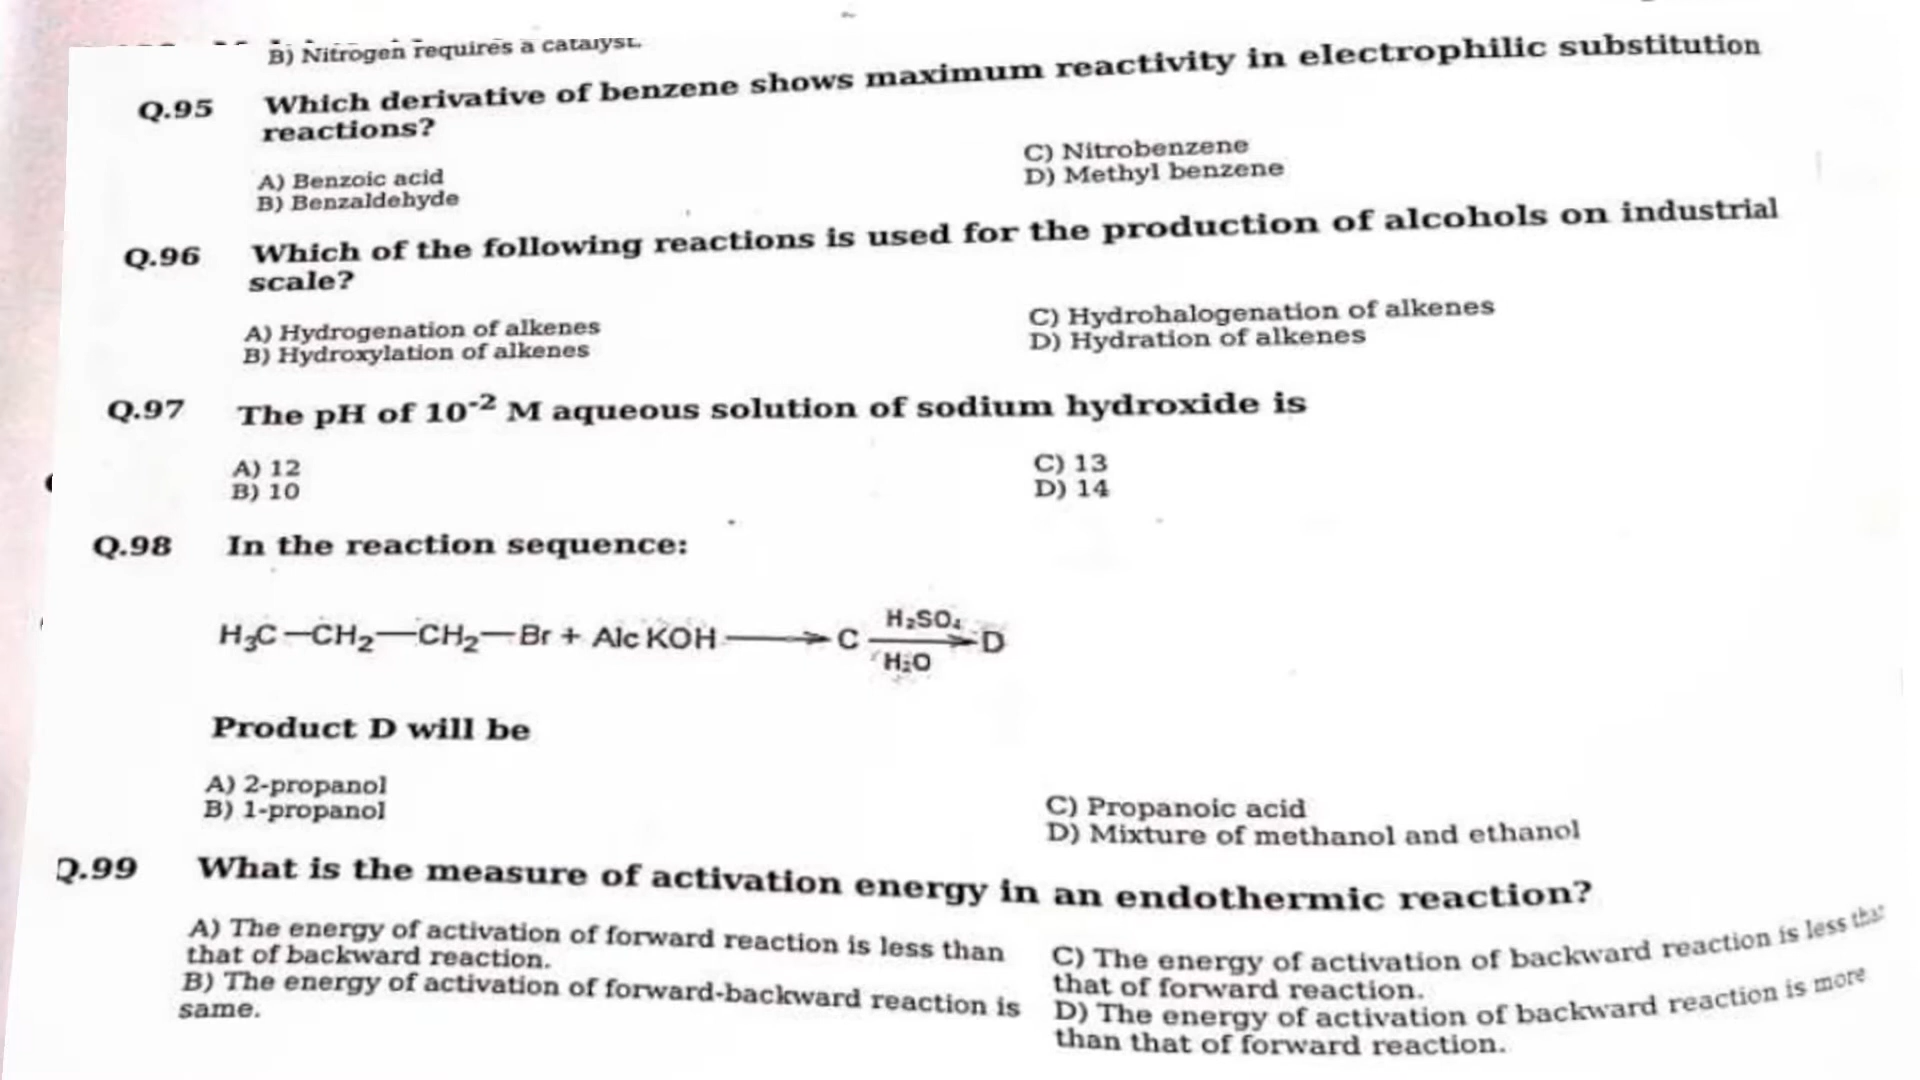 B) Nitrogen requires a catalyst.
Q.95 Which derivative of benzene shows maximum reactivity in electrophilic substitution
reactions?
A) Benzoic acid
B) Benzaldehyde
C) Nitrobenzene
D) Methyl benzene
Q.96 Which of the following reactions is used for the production of alcohols on industrial
scale?
A) Hydrogenation of alkenes
B) Hydroxylation of alkenes
C) Hydrohalogenation of alkenes
D) Hydration of alkenes
Q.97 The pH of 10⁻² M aqueous solution of sodium hydroxide is
A) 12
B) 10
C) 13
D) 14
Q.98 In the reaction sequence:
H₃C—CH₂—CH₂—Br + Alc KOH ⟶ C ⟶ D
H₂SO₄
H₂O
Product D will be
A) 2-propanol
B) 1-propanol
C) Propanoic acid
D) Mixture of methanol and ethanol
Q.99 What is the measure of activation energy in an endothermic reaction?
A) The energy of activation of forward reaction is less than
that of backward reaction.
B) The energy of activation of forward-backward reaction is
same.
C) The energy of activation of backward reaction is less than
that of forward reaction.
D) The energy of activation of backward reaction is more
than that of forward reaction.